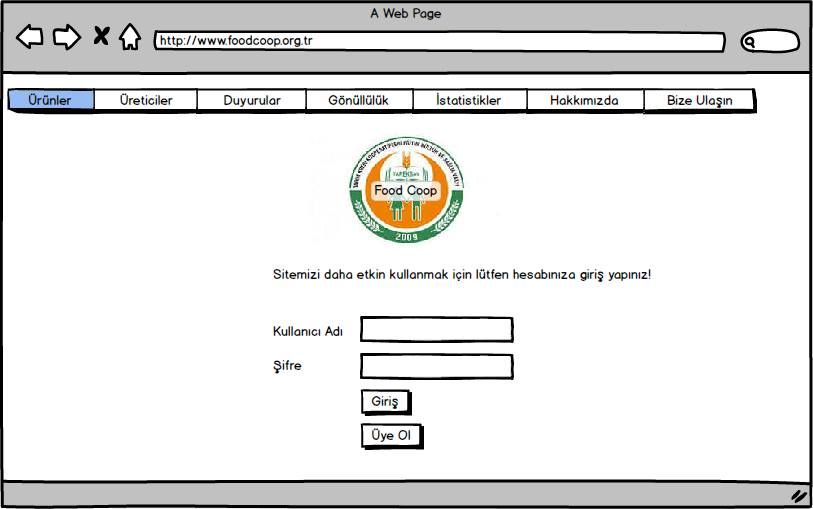 A Web Page
http://www.foodcoop.org.tr
Ürünler Üreticiler Duyurular Gönüllülük İstatistikler Hakkımızda Bize Ulaşın
Food Coop
2009
Sitemizi daha etkin kullanmak için lütfen hesabınıza giriş yapınız!
Kullanıcı Adı
Şifre
Giriş
Üye Ol